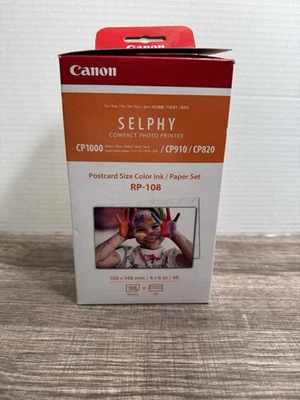 Canon
SELPHY
COMPACT PHOTO PRINTER
CP1000 / CP910 / CP820
Postcard Size Color Ink / Paper Set
RP-108
100 x 148 mm / 4 x 6 in / 4R
108